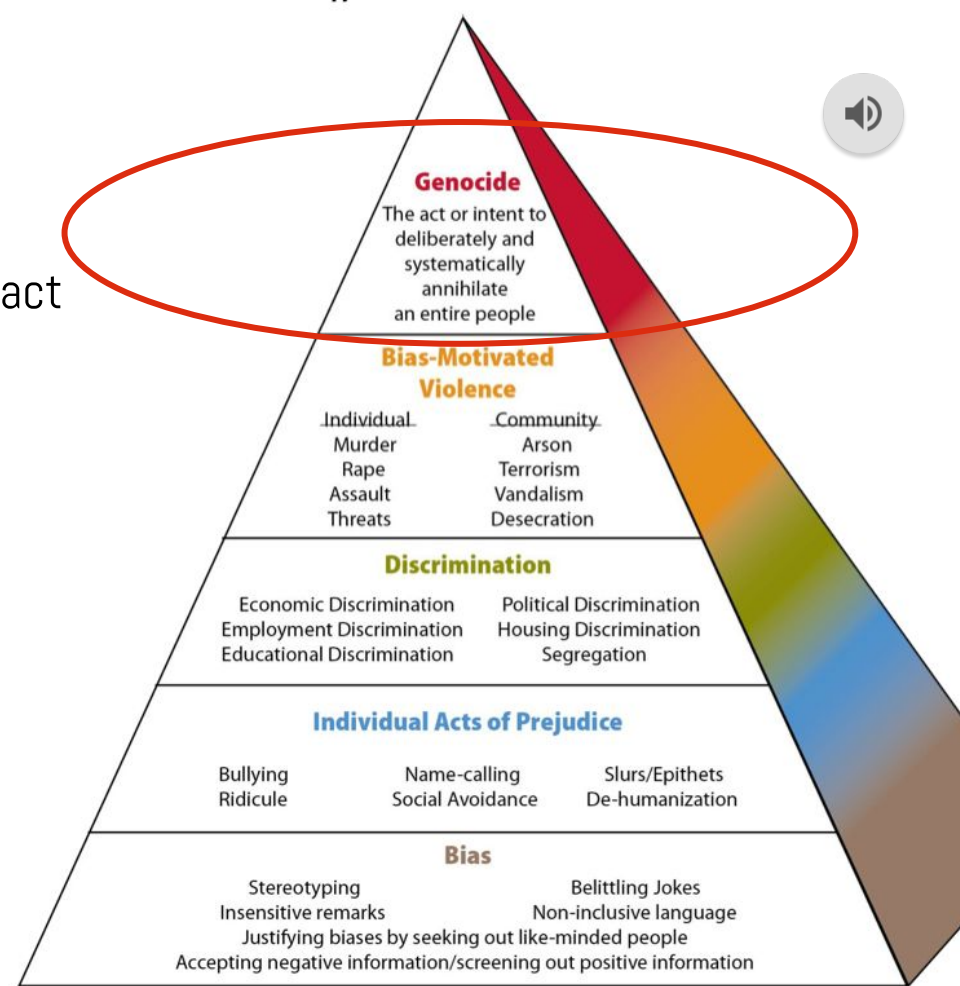 act
Genocide
The act or intent to
deliberately and
systematically
annihilate
an entire people
Bias-Motivated
Violence
Individual Community
Murder Arson
Rape Terrorism
Assault Vandalism
Threats Desecration
Discrimination
Economic Discrimination Political Discrimination
Employment Discrimination Housing Discrimination
Educational Discrimination Segregation
Individual Acts of Prejudice
Bullying Name-calling Slurs/Epithets
Ridicule Social Avoidance De-humanization
Bias
Stereotyping Belittling Jokes
Insensitive remarks Non-inclusive language
Justifying biases by seeking out like-minded people
Accepting negative information/screening out positive information